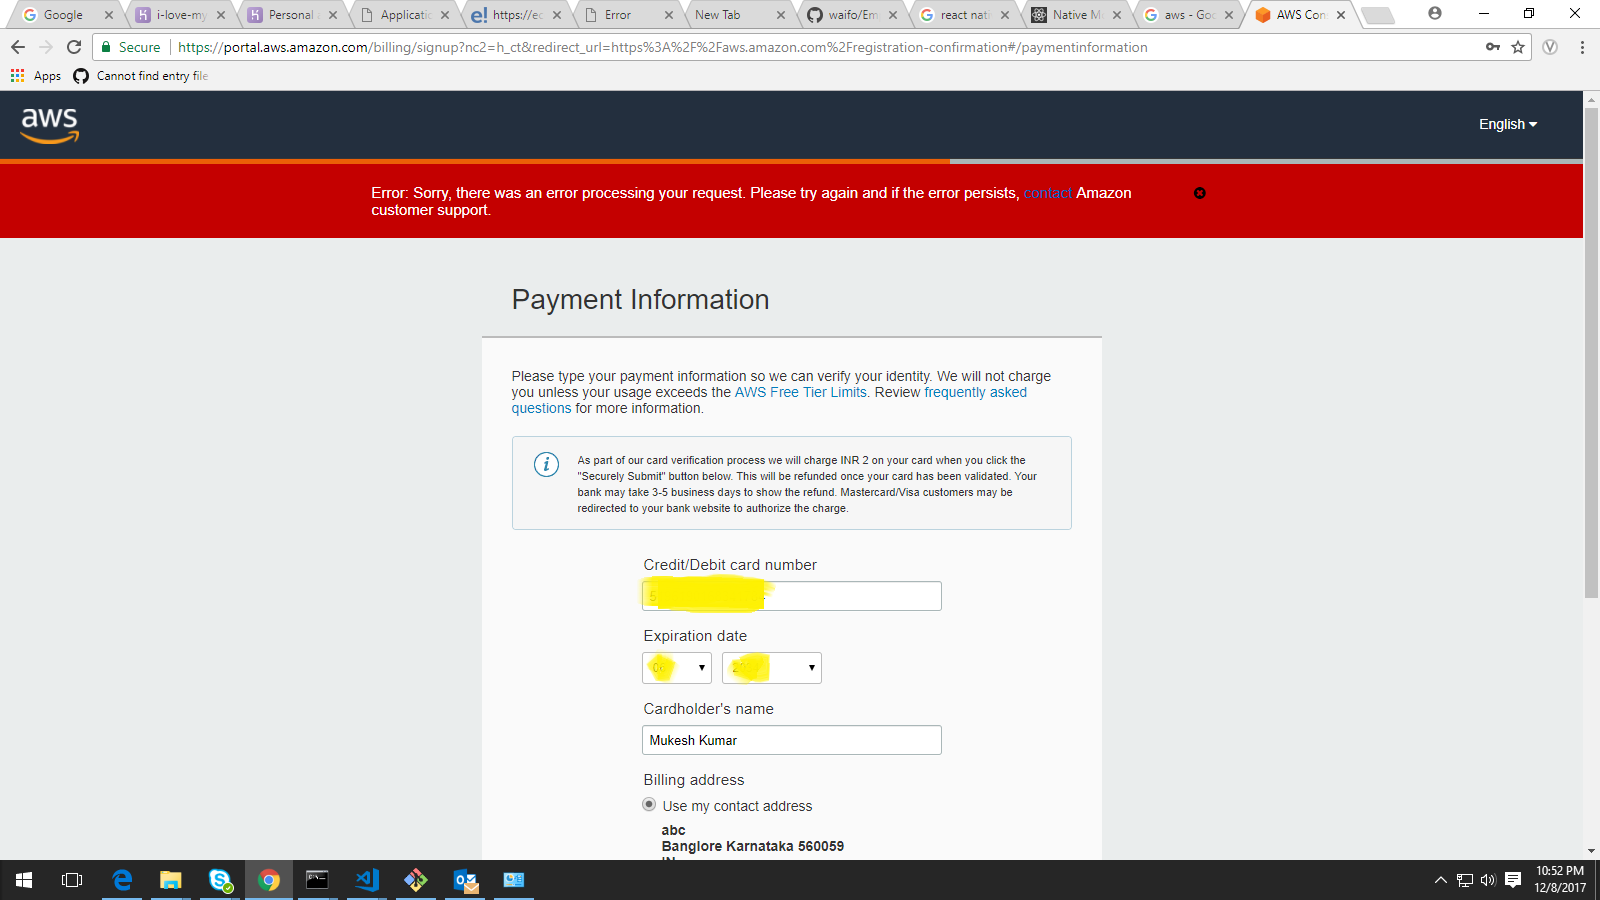 Google
i-love-my
Personal
Applicatio
https://ec
Error
New Tab
waifo/Em
react nati
Native Mo
aws - Goo
AWS Con
Secure
https://portal.aws.amazon.com/billing/signup?nc2=h_ct&redirect_url=https%3A%2F%2Faws.amazon.com%2Fregistration-confirmation#/paymentinformation
Apps
Cannot find entry file
aws
English
Error: Sorry, there was an error processing your request. Please try again and if the error persists, contact Amazon
customer support.
Payment Information
Please type your payment information so we can verify your identity. We will not charge
you unless your usage exceeds the AWS Free Tier Limits. Review frequently asked
questions for more information.
As part of our card verification process we will charge INR 2 on your card when you click the
"Securely Submit" button below. This will be refunded once your card has been validated. Your
bank may take 3-5 business days to show the refund. Mastercard/Visa customers may be
redirected to your bank website to authorize the charge.
Credit/Debit card number
5
Expiration date
Cardholder's name
Mukesh Kumar
Billing address
Use my contact address
abc
Banglore Karnataka 560059
10:52 PM
12/8/2017